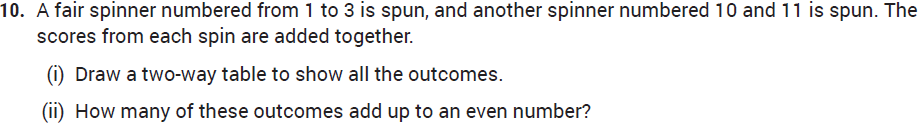 10. A fair spinner numbered from 1 to 3 is spun, and another spinner numbered 10 and 11 is spun. The
scores from each spin are added together.
(i) Draw a two-way table to show all the outcomes.
(ii) How many of these outcomes add up to an even number?